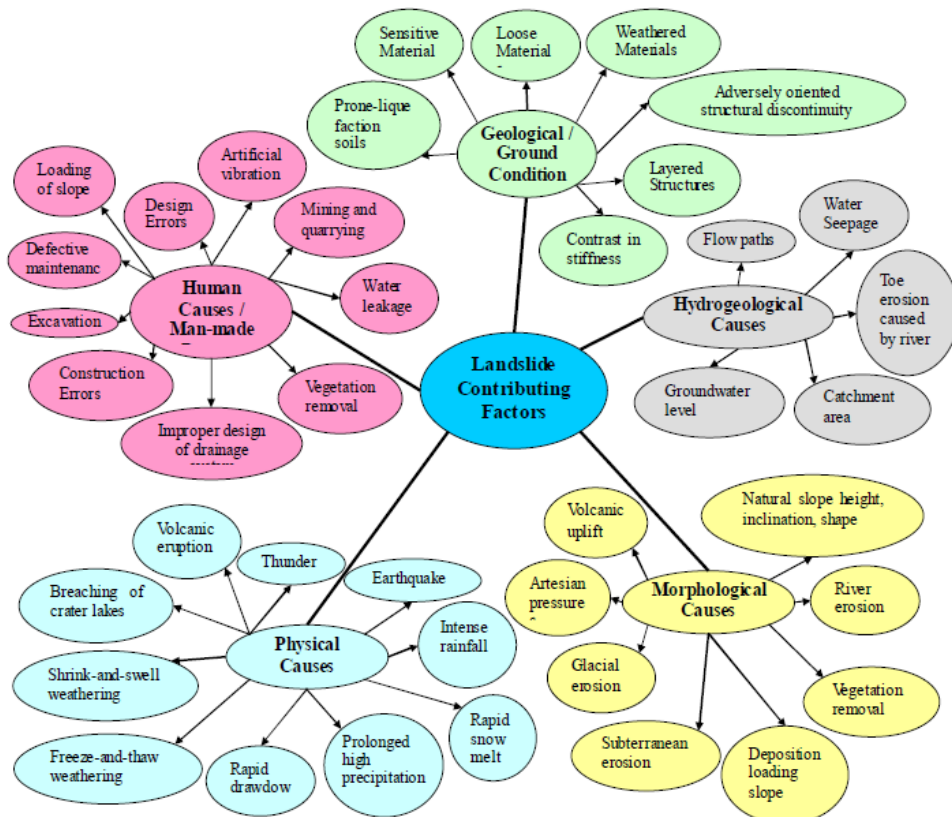 Sensitive
Material
Loose
Material
Weathered
Materials
Adversely oriented
structural discontinuity
Prone-lique
faction
soils
Geological /
Ground
Condition
Layered
Structures
Contrast in
stiffness
Loading
of slope
Design
Errors
Artificial
vibration
Mining and
quarrying
Defective
maintenanc
Water
leakage
Human
Causes /
Man-made
Excavation
Construction
Errors
Vegetation
removal
Improper design
of drainage
Water
Seepage
Flow paths
Toe
erosion
caused
by river
Hydrogeological
Causes
Groundwater
level
Catchment
area
Landslide
Contributing
Factors
Volcanic
eruption
Thunder
Earthquake
Breaching of
crater lakes
Intense
rainfall
Physical
Causes
Shrink-and-swell
weathering
Freeze-and-thaw
weathering
Rapid
drawdow
Prolonged
high
precipitation
Rapid
snow
melt
Natural slope height,
inclination, shape
Volcanic
uplift
Artesian
pressure
Morphological
Causes
River
erosion
Glacial
erosion
Vegetation
removal
Subterranean
erosion
Deposition
loading
slope